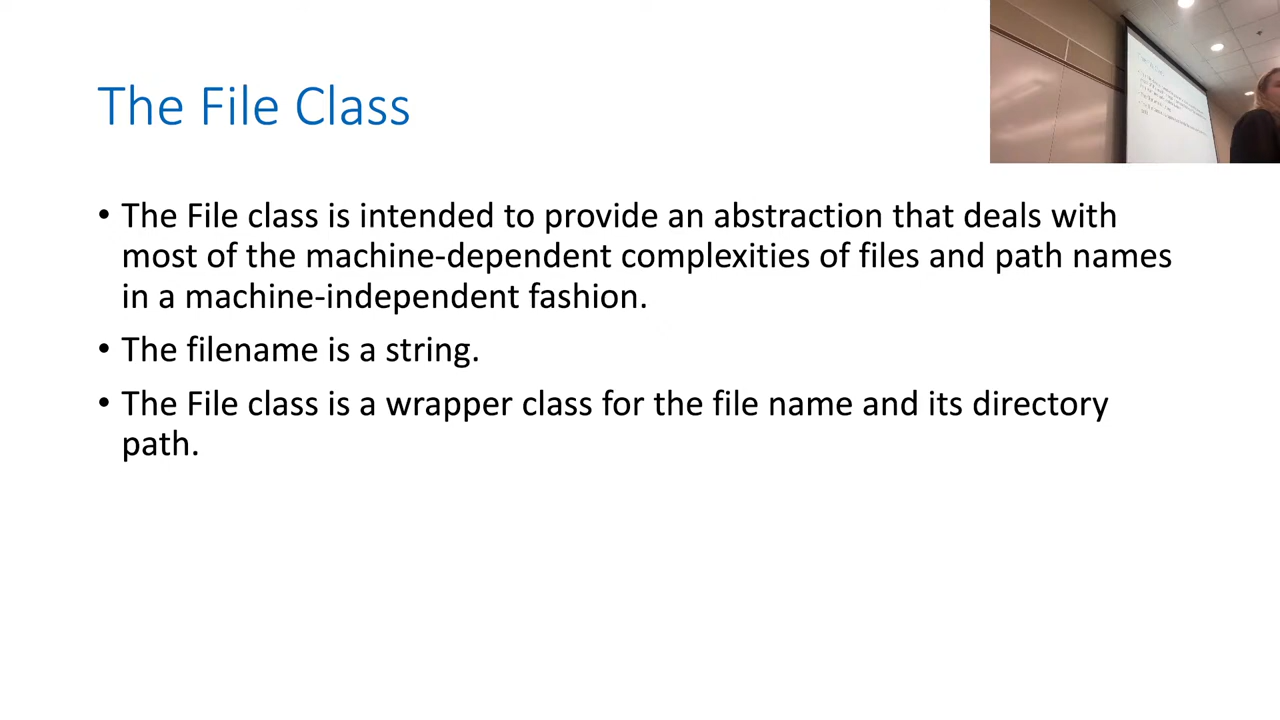 The File Class
• The File class is intended to provide an abstraction that deals with
most of the machine-dependent complexities of files and path names
in a machine-independent fashion.
• The filename is a string.
• The File class is a wrapper class for the file name and its directory
path.